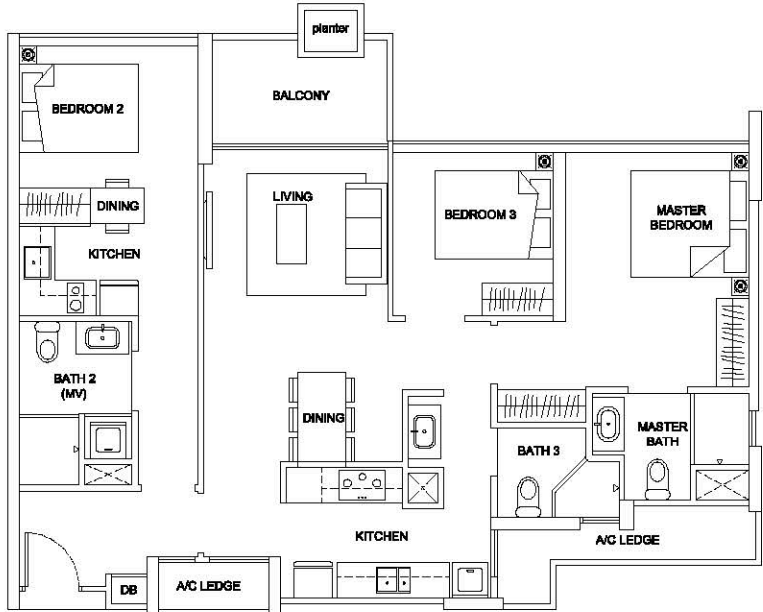 planter
BALCONY
BEDROOM 2
LIVING
DINING
KITCHEN
BEDROOM 3
MASTER
BEDROOM
BATH 2
(MV)
DINING
MASTER
BATH
BATH 3
KITCHEN
A/C LEDGE
DB
A/C LEDGE